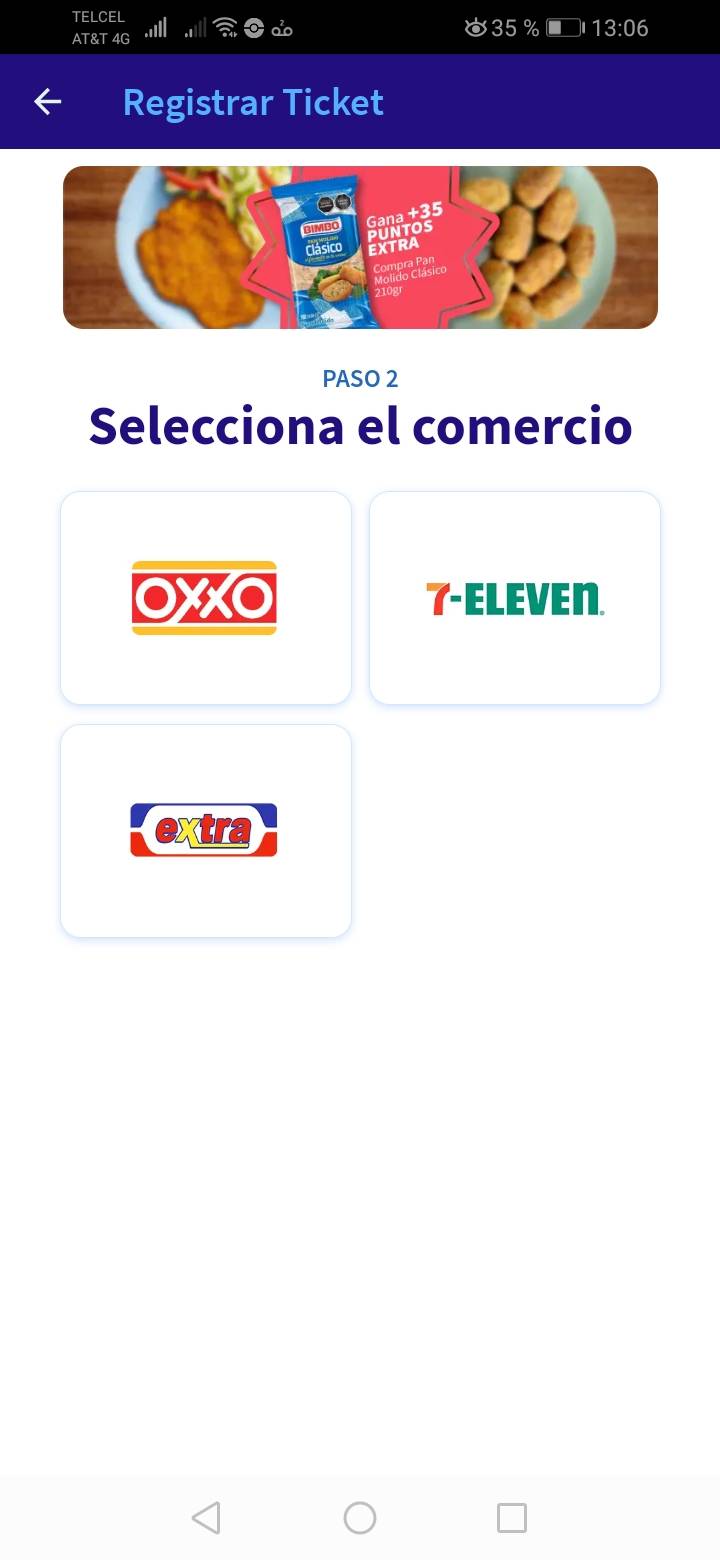 TELCEL
AT&T 4G
35 %
13:06
Registrar Ticket
BIMBO
Clásico
Gana +35
PUNTOS
EXTRA
Compra Pan
Molido Clásico
210gr
PASO 2
Selecciona el comercio
OXXO
7-ELEVEN
extra